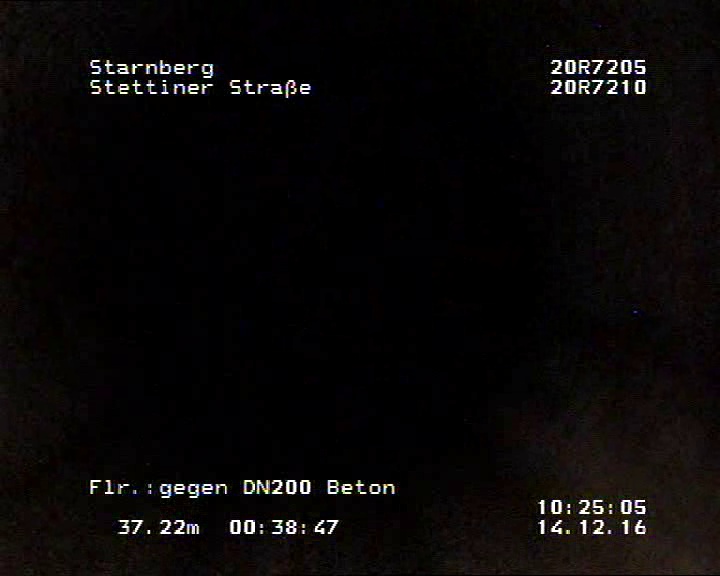 Starnberg 20R7205
Stettiner Straße 20R7210
Flr.:gegen DN200 Beton
10:25:05
37.22m 00:38:47 14.12.16